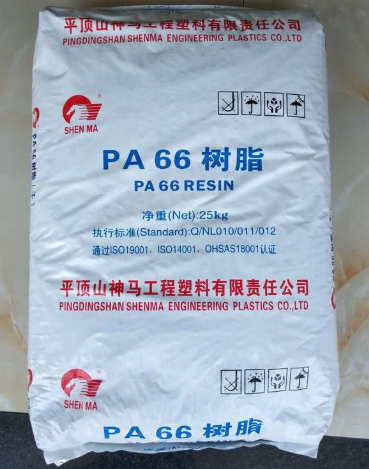 平顶山神马工程塑料有限责任公司
PINGDINGSHAN SHENMA ENGINEERING PLASTICS CO.,LTD
SHEN MA
PA 66 树脂
PA 66 RESIN
净重(Net):25kg
执行标准(Standard):Q/NL010/011/012
通过ISO19001、ISO14001、OHSAS18001认证
PA 66 树脂
平顶山神马工程塑料有限责任公司
PINGDINGSHAN SHENMA ENGINEERING PLASTICS CO.,LTD
SHEN MA
PA 66 树脂